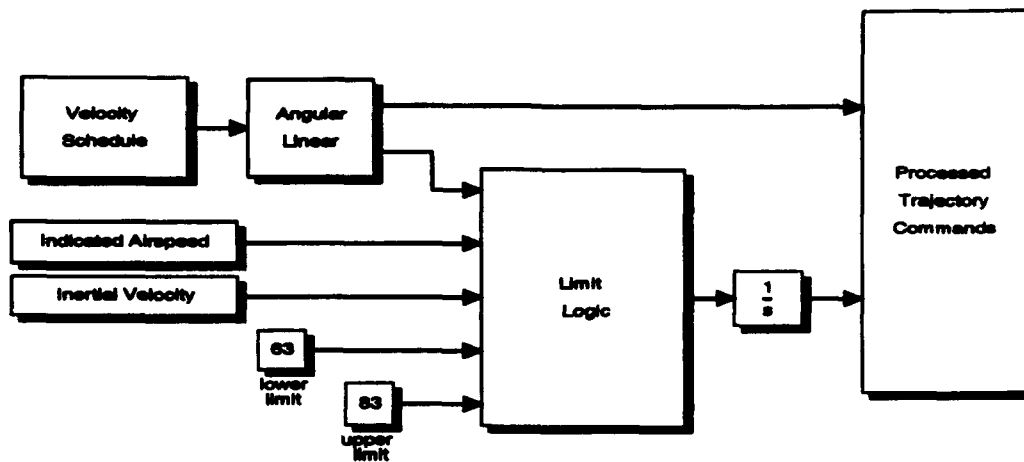 Velocity
Schedule
Angular
Linear
Processed
Trajectory
Commands
Indicated Airspeed
Inertial Velocity
Limit
Logic
1
s
63
lower
limit
83
upper
limit